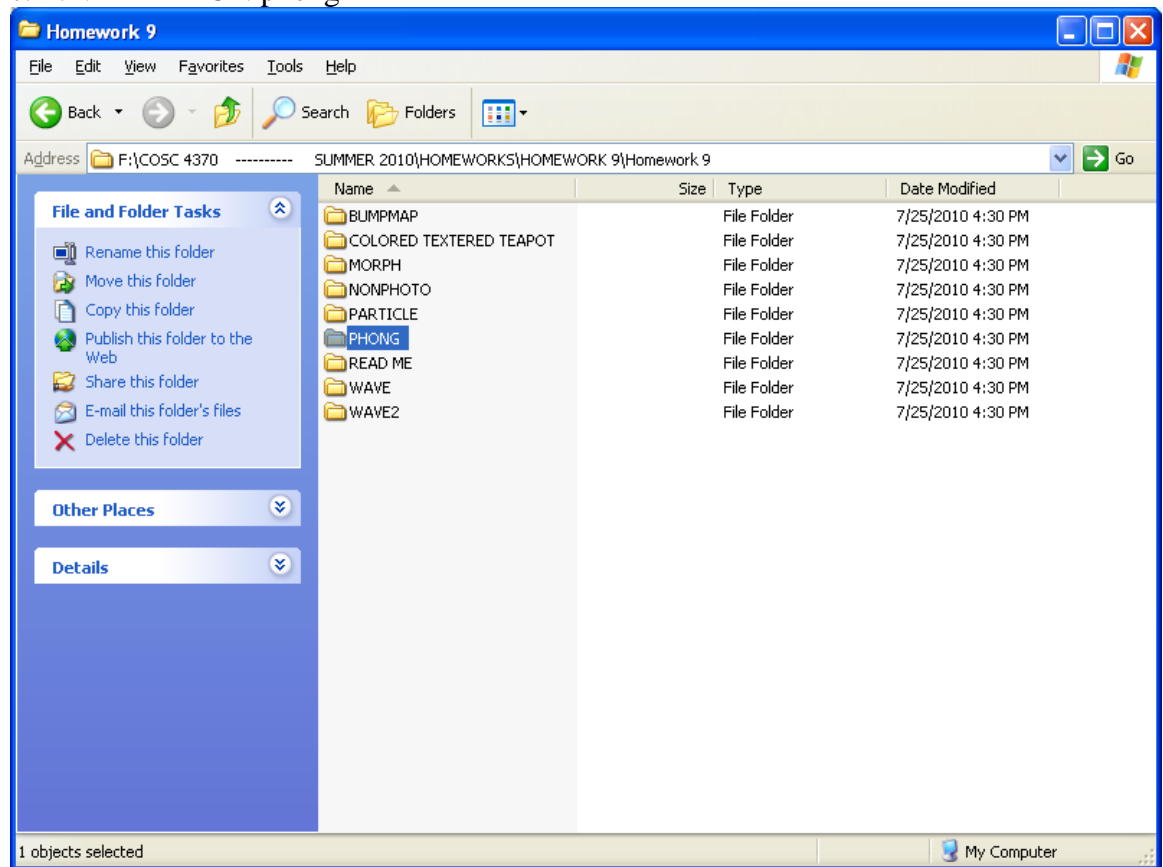 Homework 9
File Edit View Favorites Tools Help
Back Search Folders
Address F:\COSC 4370 ---------- SUMMER 2010\HOMEWORKS\HOMEWORK 9\Homework 9 Go
File and Folder Tasks
Rename this folder
Move this folder
Copy this folder
Publish this folder to the
Web
Share this folder
E-mail this folder's files
Delete this folder
Other Places
Details
Name Size Type Date Modified
BUMPMAP File Folder 7/25/2010 4:30 PM
COLORED TEXTERED TEAPOT File Folder 7/25/2010 4:30 PM
MORPH File Folder 7/25/2010 4:30 PM
NONPHOTO File Folder 7/25/2010 4:30 PM
PARTICLE File Folder 7/25/2010 4:30 PM
PHONG File Folder 7/25/2010 4:30 PM
READ ME File Folder 7/25/2010 4:30 PM
WAVE File Folder 7/25/2010 4:30 PM
WAVE2 File Folder 7/25/2010 4:30 PM
1 objects selected My Computer